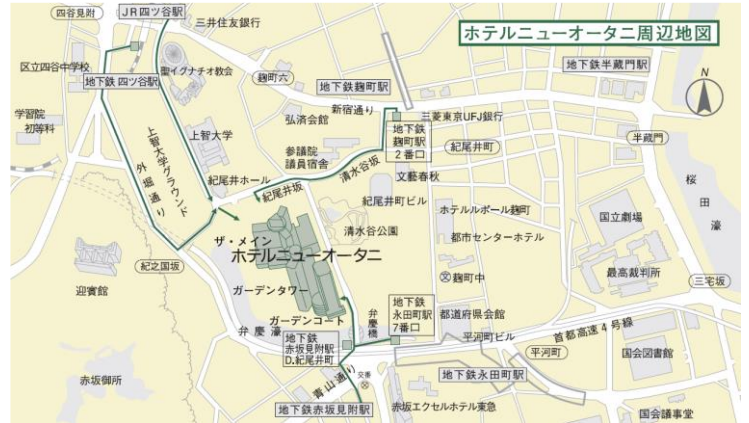 ホテルニューオータニ周辺地図
四谷見附
JR四ツ谷駅
三井住友銀行
区立四谷中学校
地下鉄 四ツ谷駅
聖イグナチオ教会
麹町六
地下鉄麹町駅
地下鉄半蔵門駅
N
学習院
初等科
上智大学
弘済会館
新宿通り
三菱東京UFJ銀行
半蔵門
上智大学グラウンド
外堀通り
参議院
議員宿舎
清水谷坂
地下鉄
麹町駅
2番口
紀尾井町
文藝春秋
紀尾井ホール
紀尾井坂
紀尾井町ビル
ホテルルポール麹町
国立劇場
桜田濠
ザ・メイン
ホテルニューオータニ
清水谷公園
都市センターホテル
迎賓館
紀之国坂
ガーデンタワー
文麹町中
最高裁判所
三宅坂
ガーデンコート
弁慶濠
弁慶橋
地下鉄
永田町駅
7番口
都道府県会館
首都高速4号線
地下鉄
赤坂見附駅
D.紀尾井町
平河町ビル
平河町
国会図書館
赤坂御所
青山通り
交番
地下鉄永田町駅
地下鉄赤坂見附駅
赤坂エクセルホテル東急
国会議事堂